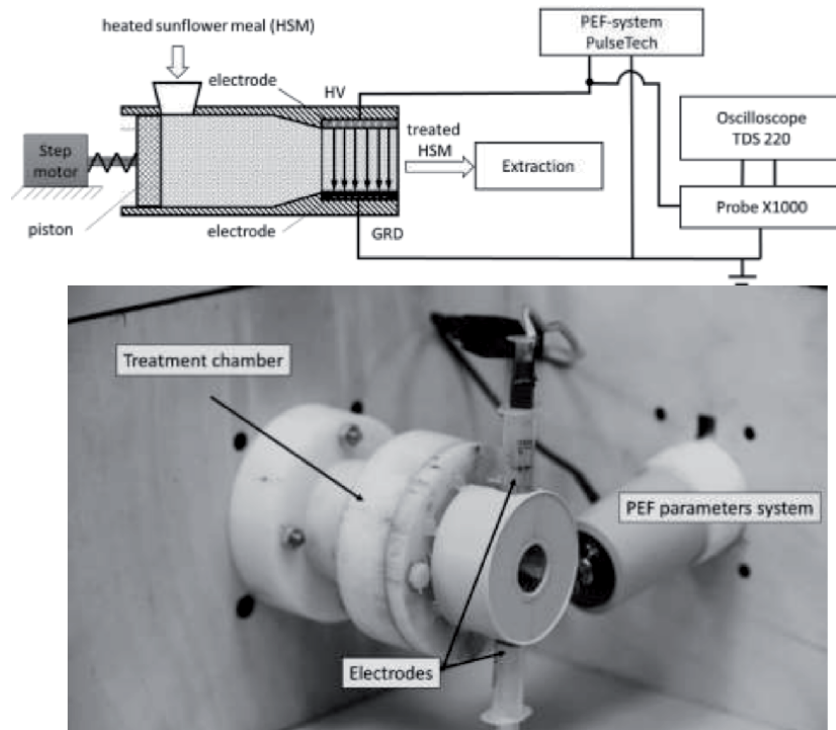 heated sunflower meal (HSM)
PEF-system
PulseTech
electrode
HV
Oscilloscope
TDS 220
treated
HSM
Step
motor
Extraction
Probe X1000
piston
electrode
GRD
Treatment chamber
PEF parameters system
Electrodes